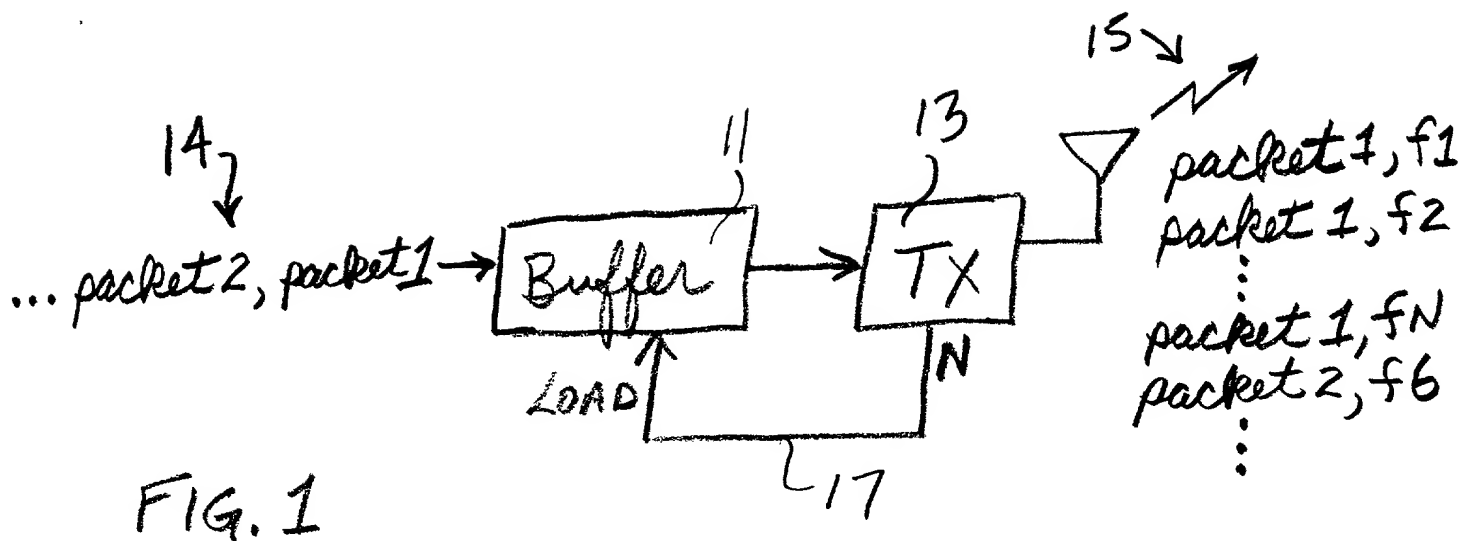 15
14
11
13
packet 1, f1
packet 1, f2
... packet 2, packet 1
Buffer
TX
packet 1, fN
LOAD
N
packet 2, f6
17
FIG. 1